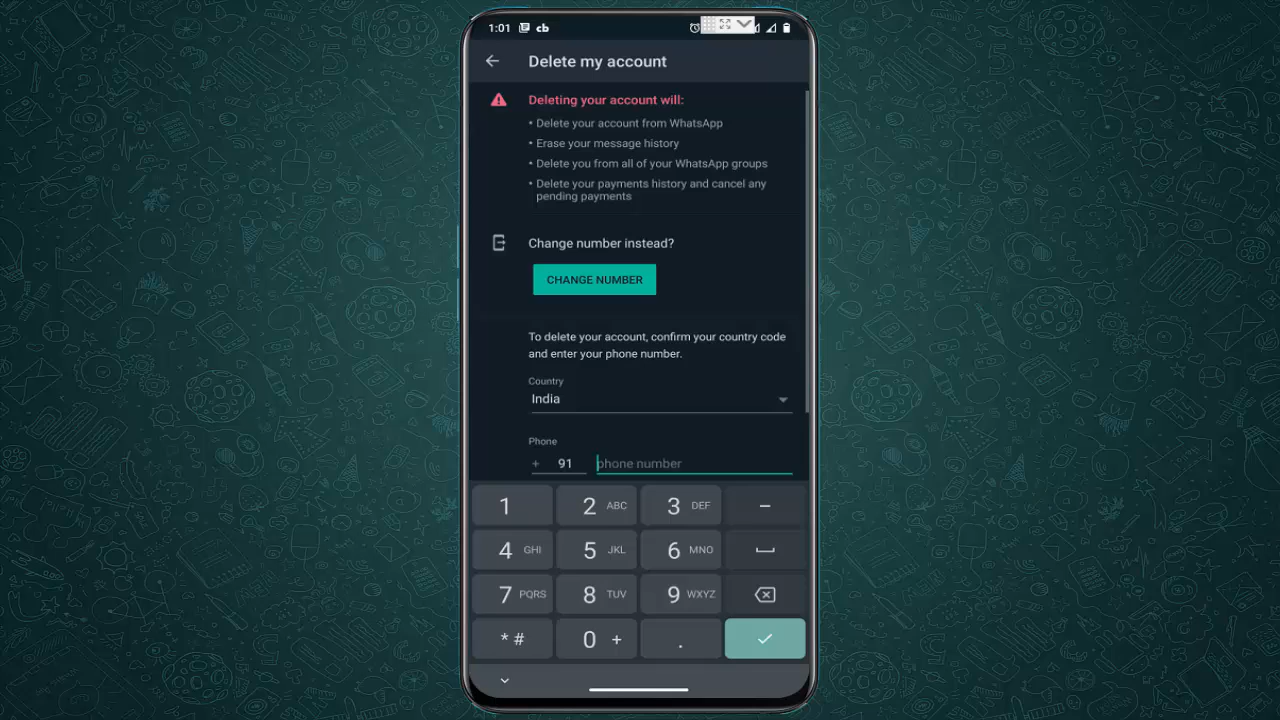 1:01 cb
Delete my account
Deleting your account will:
• Delete your account from WhatsApp
• Erase your message history
• Delete you from all of your WhatsApp groups
• Delete your payments history and cancel any
pending payments
Change number instead?
CHANGE NUMBER
To delete your account, confirm your country code
and enter your phone number.
Country
India
Phone
+ 91 phone number
1 2 ABC 3 DEF –
4 GHI 5 JKL 6 MNO
7 PQRS 8 TUV 9 WXYZ
* # 0 + .